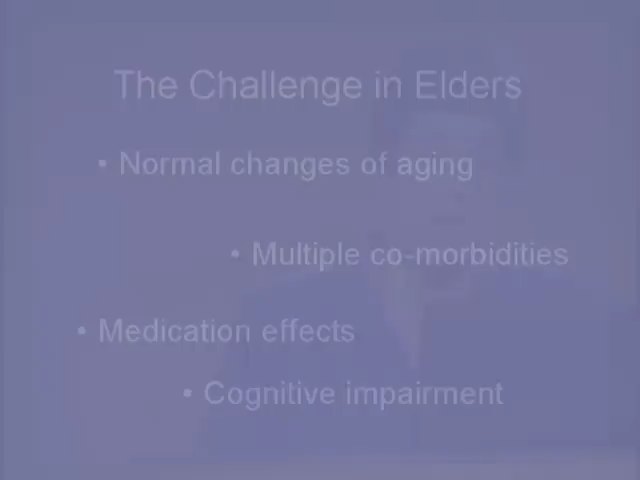 The Challenge in Elders
• Normal changes of aging
• Multiple co-morbidities
• Medication effects
• Cognitive impairment